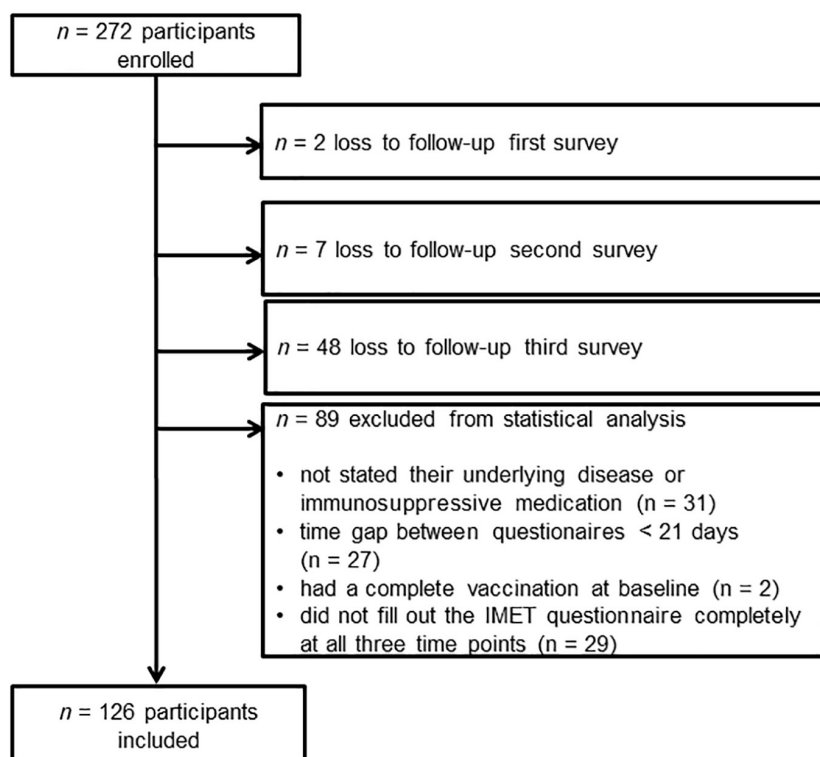 n = 272 participants
enrolled
n = 2 loss to follow-up first survey
n = 7 loss to follow-up second survey
n = 48 loss to follow-up third survey
n = 89 excluded from statistical analysis
• not stated their underlying disease or
immunosuppressive medication (n = 31)
• time gap between questionaires < 21 days
(n = 27)
• had a complete vaccination at baseline (n = 2)
• did not fill out the IMET questionnaire completely
at all three time points (n = 29)
n = 126 participants
included